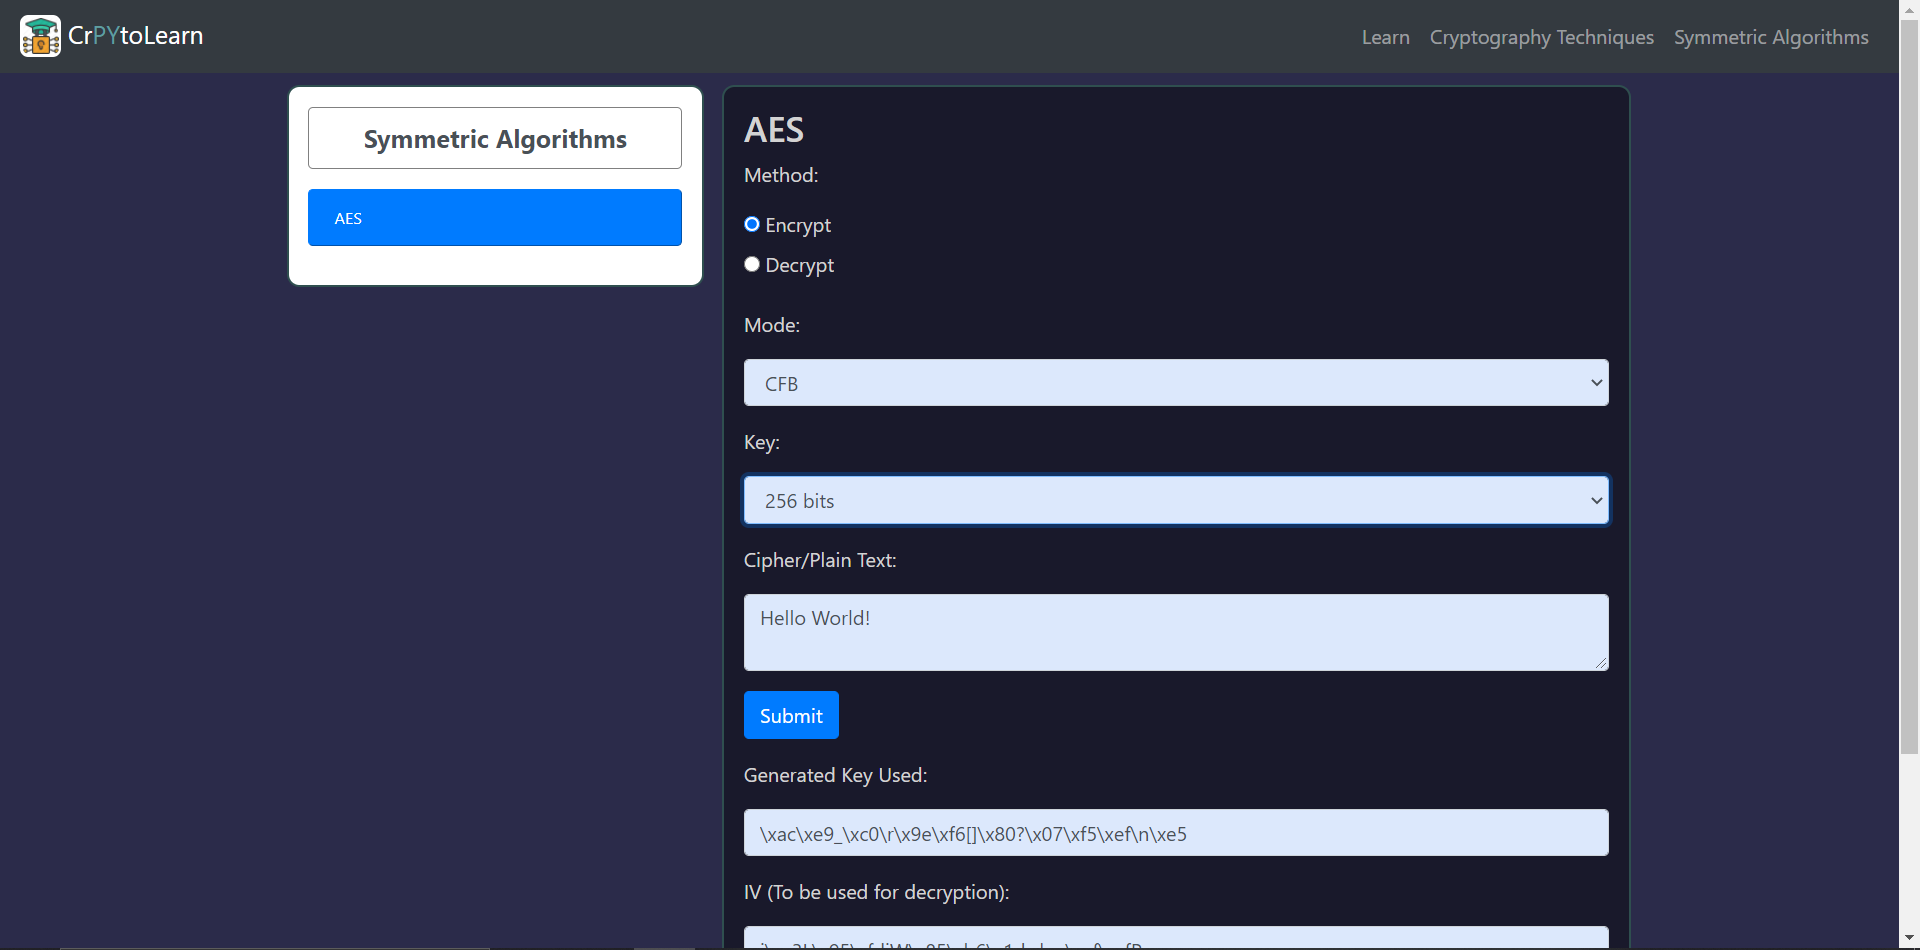 CrPYtoLearn
Learn Cryptography Techniques Symmetric Algorithms
Symmetric Algorithms
AES
AES
Method:
Encrypt
Decrypt
Mode:
CFB
Key:
256 bits
Cipher/Plain Text:
Hello World!
Submit
Generated Key Used:
\xac\xe9_\xc0\r\x9e\xf6[]\x80?\x07\xf5\xef\n\xe5
IV (To be used for decryption):